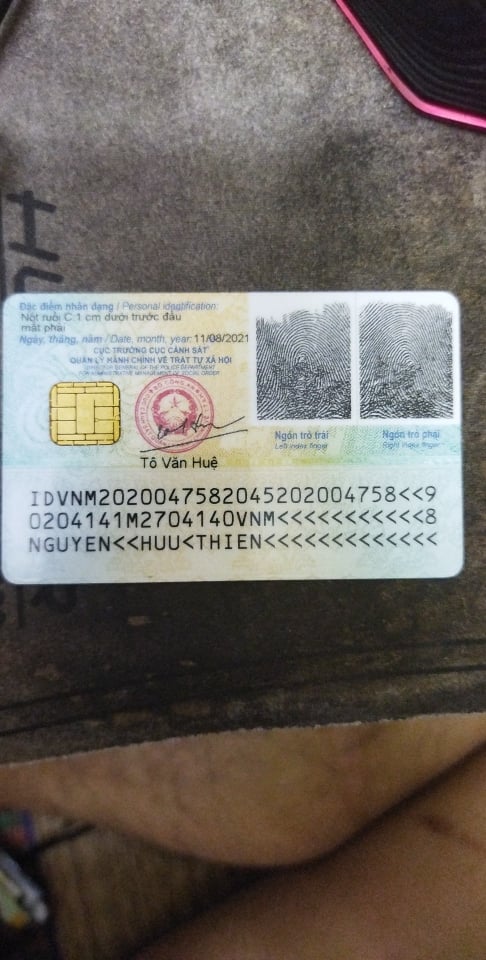 Đặc điểm nhân dạng / Personal identification:
Nốt ruồi C 1 cm dưới trước đầu
mắt phải
Ngày, tháng, năm / Date, month, year: 11/08/2021
CỤC TRƯỞNG CỤC CẢNH SÁT
QUẢN LÝ HÀNH CHÍNH VỀ TRẬT TỰ XÃ HỘI
DIRECTOR GENERAL OF THE POLICE DEPARTMENT
FOR ADMINISTRATIVE MANAGEMENT OF SOCIAL ORDER
Tô Văn Huệ
Ngón trỏ trái
Left index finger
Ngón trỏ phải
Right index finger
IDVNM2020047582045202004758<<9
0204141M2704140VNM<<<<<<<<<<<8
NGUYEN<<HUU<THIEN<<<<<<<<<<<<<